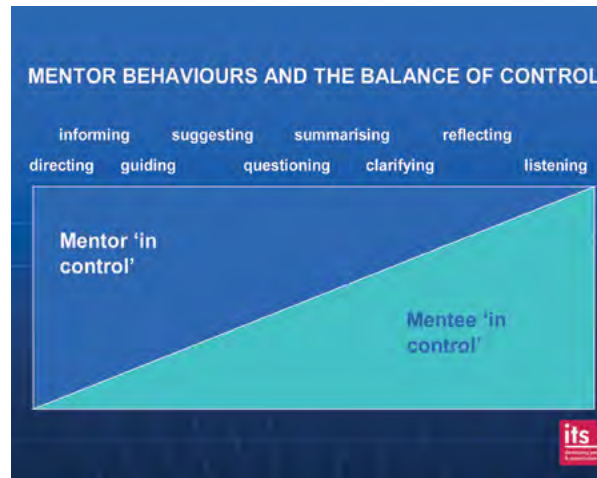 MENTOR BEHAVIOURS AND THE BALANCE OF CONTROL
informing suggesting summarising reflecting
directing guiding questioning clarifying listening
Mentor ‘in
control’
Mentee ‘in
control’
its